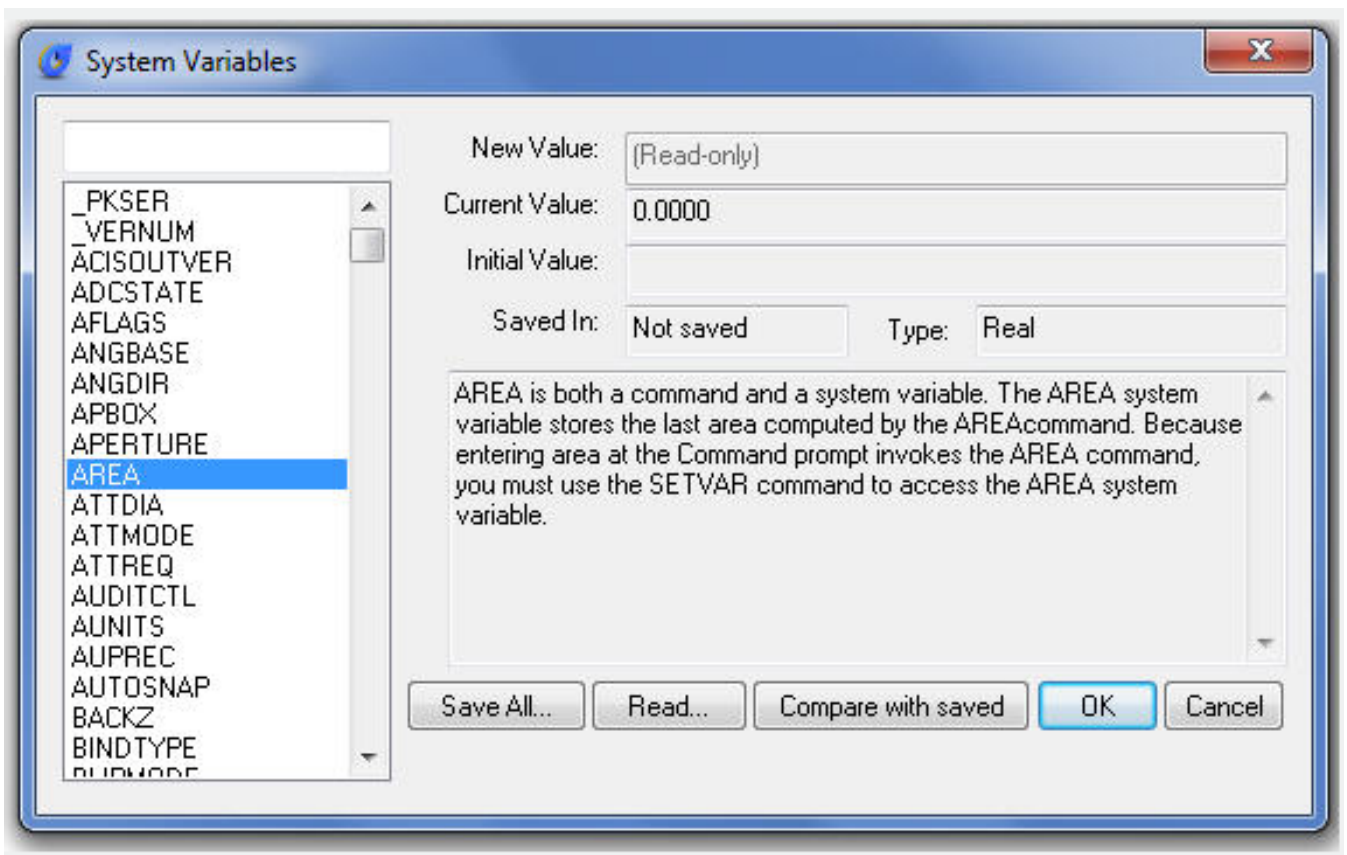 System Variables
New Value:
(Read-only)
Current Value:
0.0000
Initial Value:
Saved In:
Not saved
Type:
Real
_PKSER
_VERNUM
ACISOUTVER
ADCSTATE
AFLAGS
ANGBASE
ANGDIR
APBOX
APERTURE
AREA
ATTDIA
ATTMODE
ATTREQ
AUDITCTL
AUNITS
AUPREC
AUTOSNAP
BACKZ
BINDTYPE
AREA is both a command and a system variable. The AREA system
variable stores the last area computed by the AREAcommand. Because
entering area at the Command prompt invokes the AREA command,
you must use the SETVAR command to access the AREA system
variable.
Save All...
Read...
Compare with saved
OK
Cancel